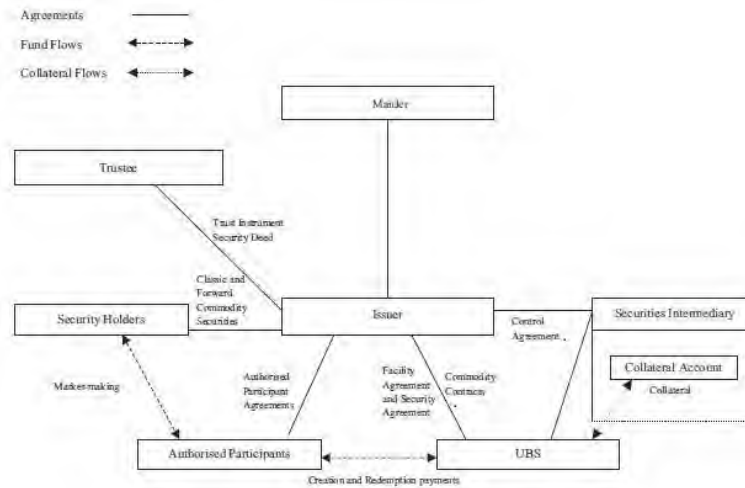 Agreements
Fund Flows
Collateral Flows
Trustee
Trust Instrument
Security Deed
Classic and
Forward
Commodity
Securities
Security Holders
Issuer
Securities Intermediary
Control
Agreement
Collateral Account
Collateral
Market-making
Authorised
Participant
Agreements
Facility
Agreement
and Security
Agreement
Commodity
Contracts
Authorised Participants
UBS
Creation and Redemption payments